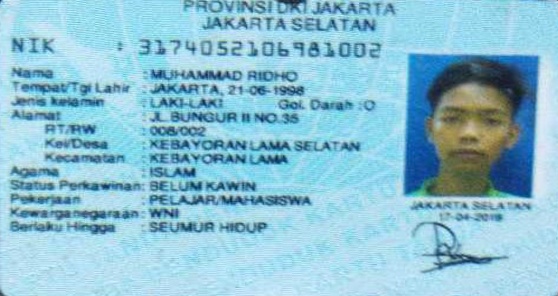 PROVINSI DKI JAKARTA
JAKARTA SELATAN
NIK : 3174052106981002
Nama : MUHAMMAD RIDHO
Tempat/Tgl Lahir : JAKARTA, 21-06-1998
Jenis kelamin : LAKI-LAKI Gol. Darah : O
Alamat : JL. BUNGUR II NO.35
RT/RW : 008/002
Kel/Desa : KEBAYORAN LAMA SELATAN
Kecamatan : KEBAYORAN LAMA
Agama : ISLAM
Status Perkawinan: BELUM KAWIN
Pekerjaan : PELAJAR/MAHASISWA
Kewarganegaraan: WNI
Berlaku Hingga : SEUMUR HIDUP
JAKARTA SELATAN
17-04-2019